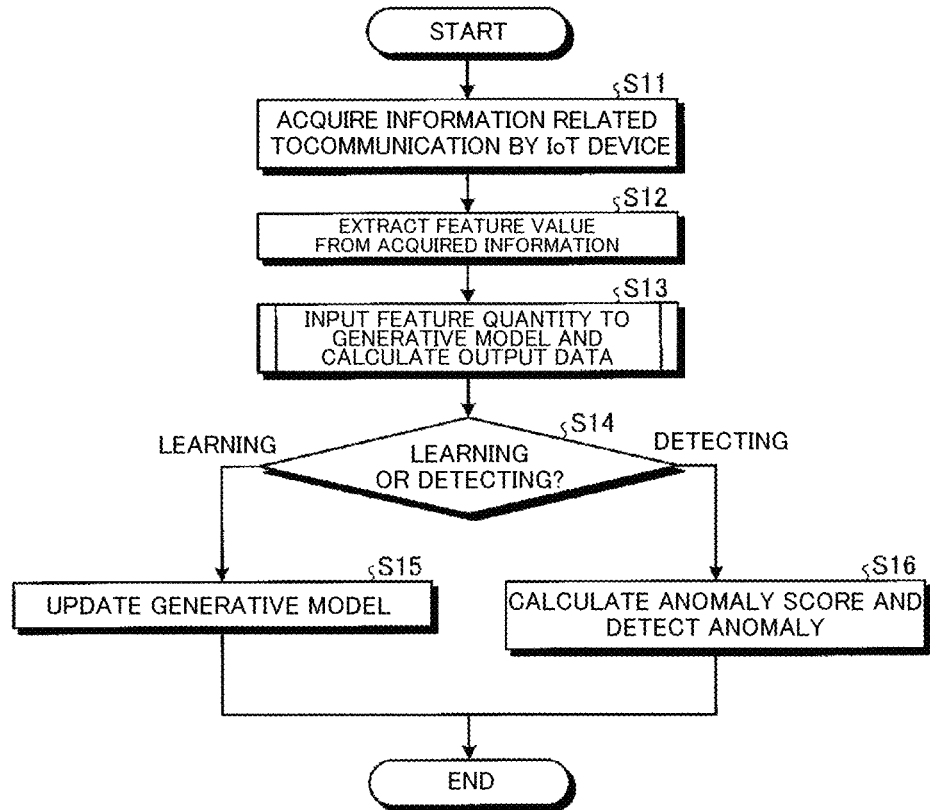 START
S11
ACQUIRE INFORMATION RELATED
TOCOMMUNICATION BY IoT DEVICE
S12
EXTRACT FEATURE VALUE
FROM ACQUIRED INFORMATION
S13
INPUT FEATURE QUANTITY TO
GENERATIVE MODEL AND
CALCULATE OUTPUT DATA
S14
LEARNING
DETECTING
LEARNING
OR DETECTING?
S15
UPDATE GENERATIVE MODEL
S16
CALCULATE ANOMALY SCORE AND
DETECT ANOMALY
END